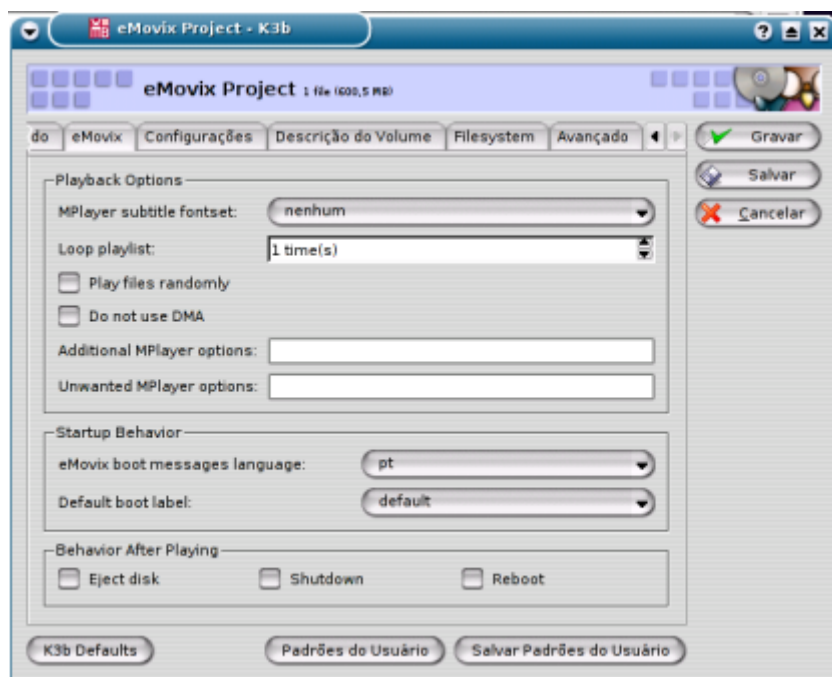 eMovix Project - K3b
?
eMovix Project 1 file (600,5 MB)
do eMovix Configurações Descrição do Volume Filesystem Avançado
Gravar
Salvar
Cancelar
Playback Options
MPlayer subtitle fontset: nenhum
Loop playlist: 1 time(s)
Play files randomly
Do not use DMA
Additional MPlayer options:
Unwanted MPlayer options:
Startup Behavior
eMovix boot messages language: pt
Default boot label: default
Behavior After Playing
Eject disk Shutdown Reboot
K3b Defaults Padrões do Usuário Salvar Padrões do Usuário